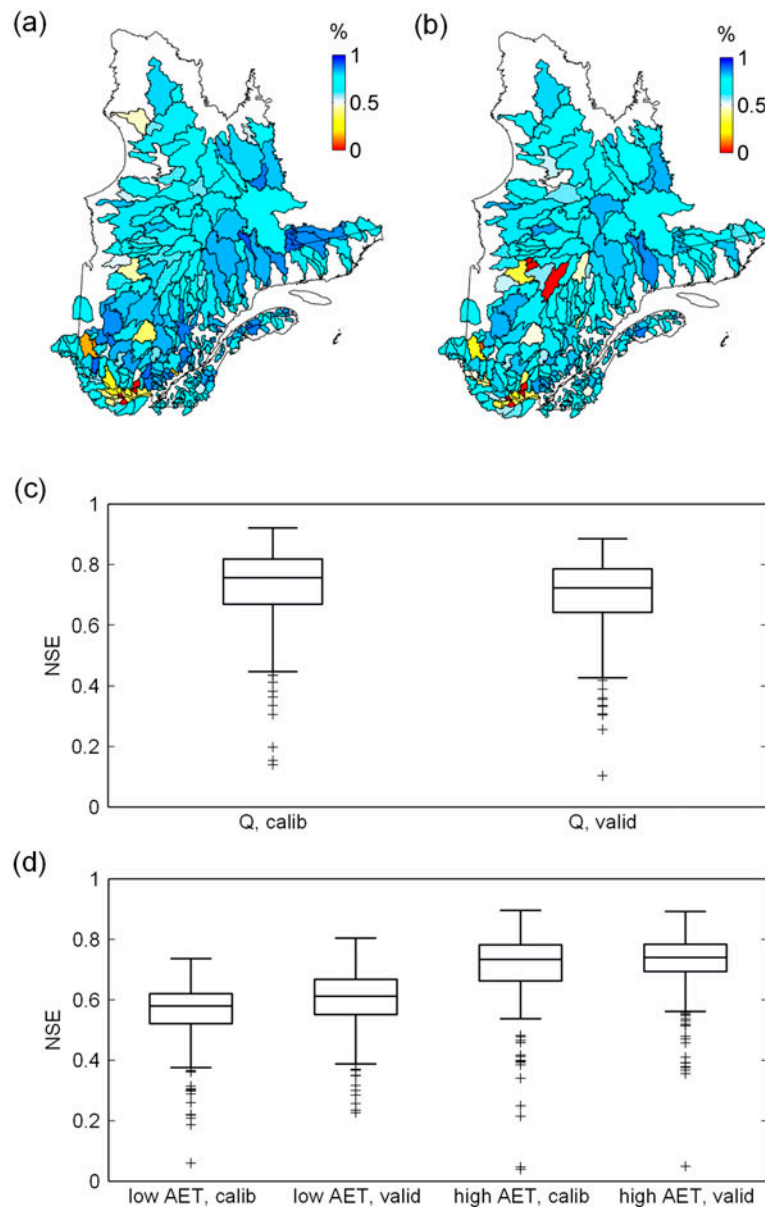 (a)
%
1
0.5
0
(b)
%
1
0.5
0
(c)
1
0.8
0.6
0.4
0.2
0
NSE
Q, calib
Q, valid
(d)
1
0.8
0.6
0.4
0.2
0
NSE
low AET, calib
low AET, valid
high AET, calib
high AET, valid